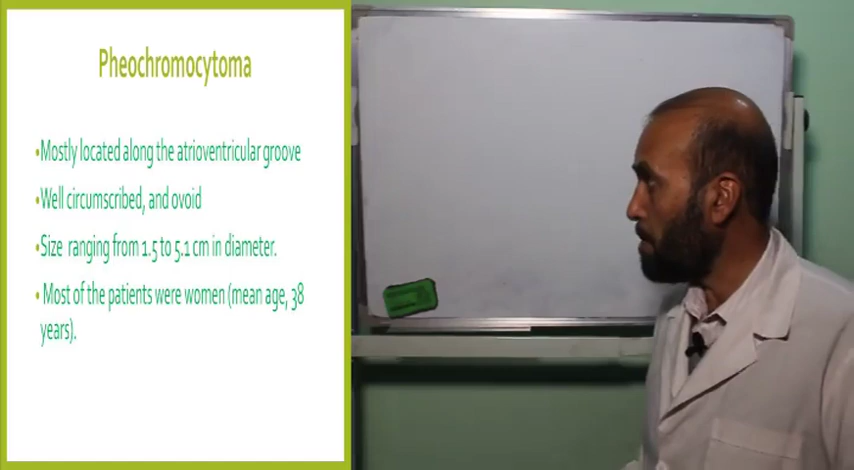 Pheochromocytoma
•Mostly located along the atrioventricular groove
•Well circumscribed, and ovoid
•Size ranging from 1.5 to 5.1 cm in diameter.
• Most of the patients were women (mean age, 38
years).